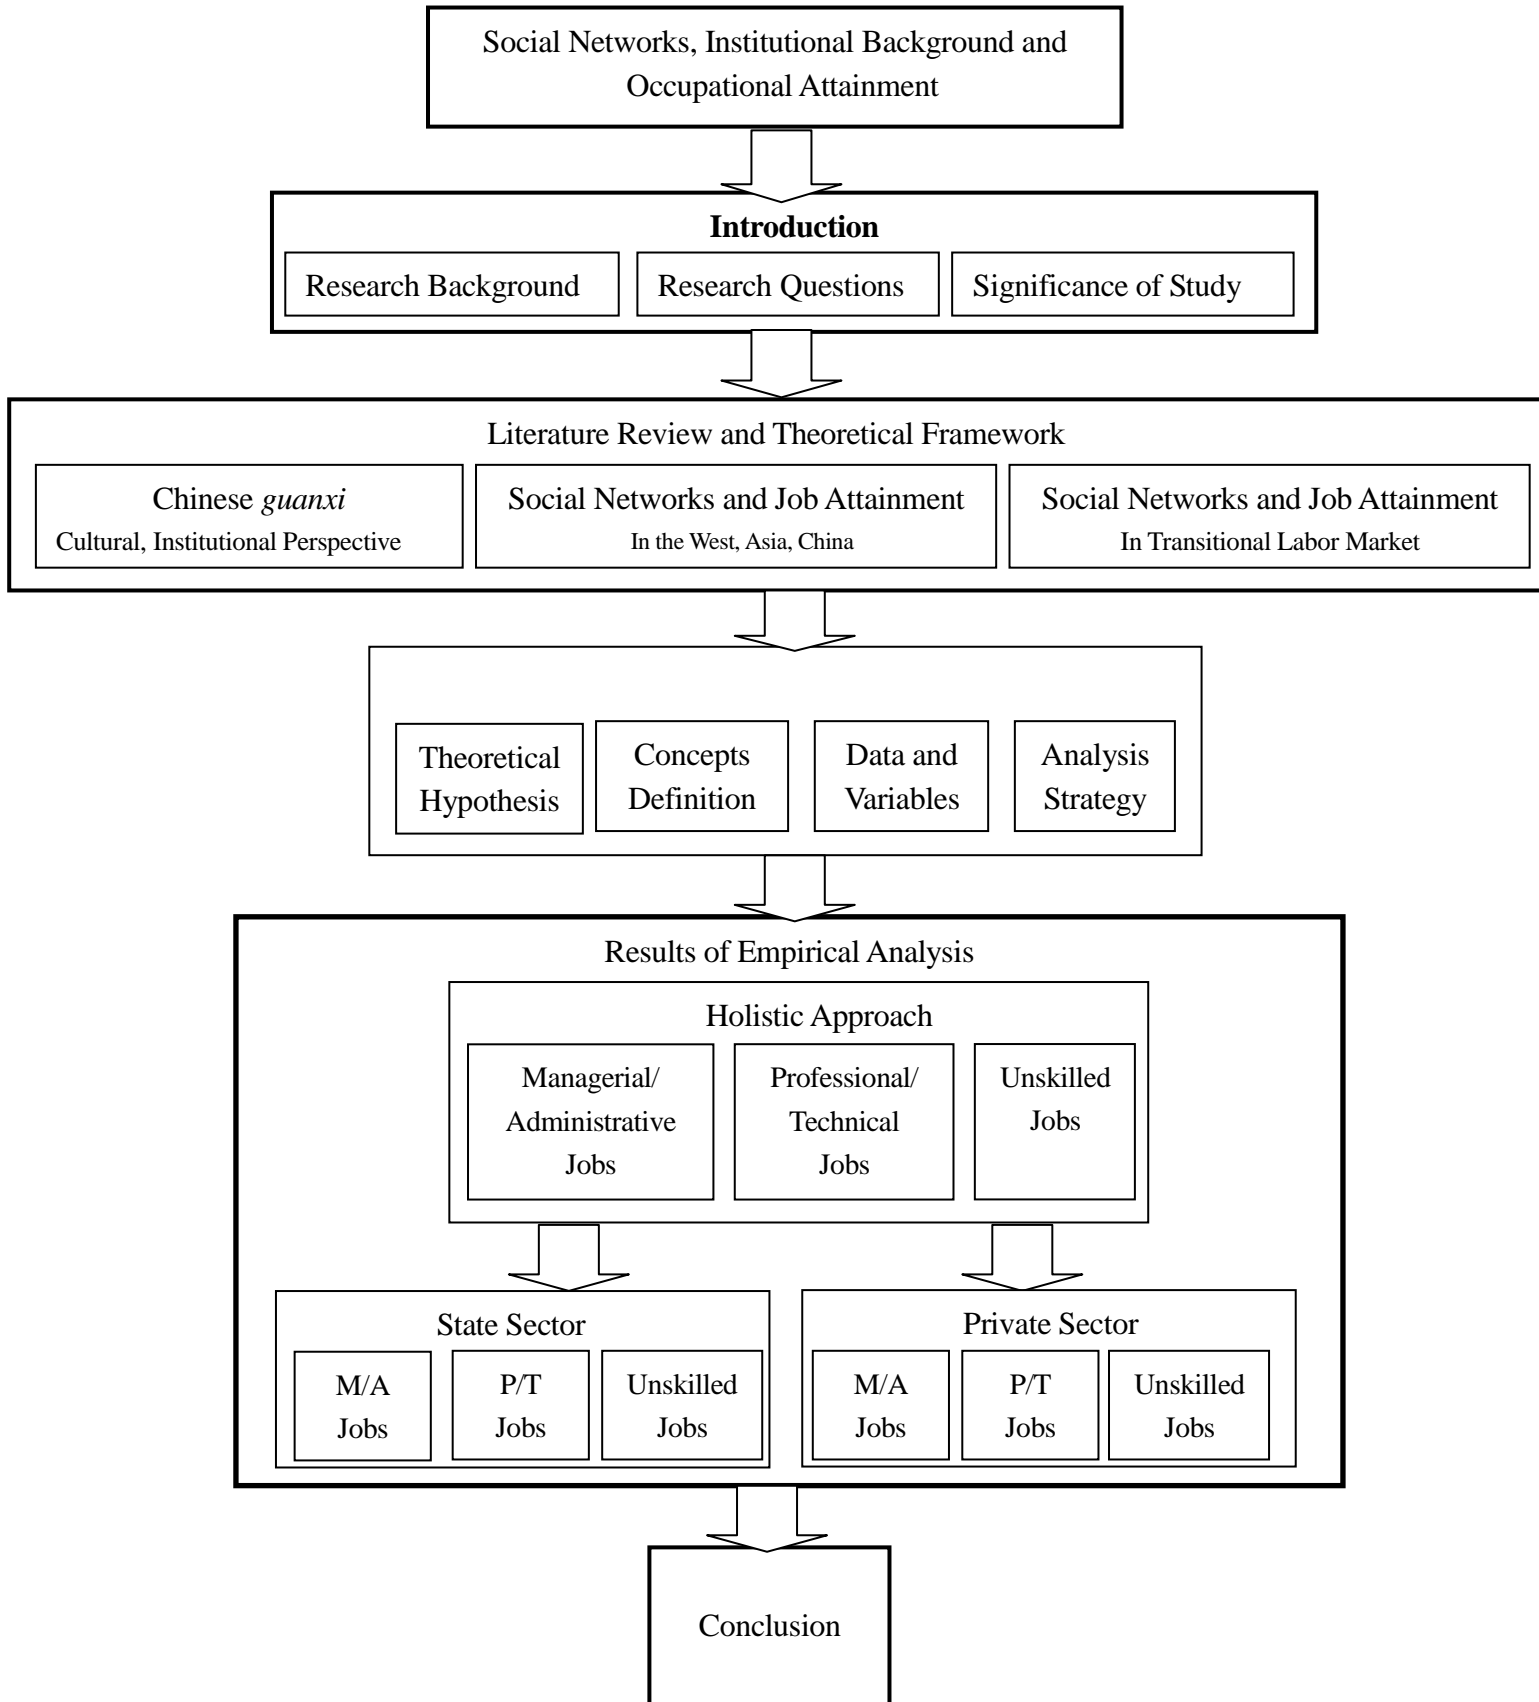 Social Networks, Institutional Background and
Occupational Attainment
Introduction
Research Background
Research Questions
Significance of Study
Literature Review and Theoretical Framework
Chinese guanxi
Cultural, Institutional Perspective
Social Networks and Job Attainment
In the West, Asia, China
Social Networks and Job Attainment
In Transitional Labor Market
Theoretical
Hypothesis
Concepts
Definition
Data and
Variables
Analysis
Strategy
Results of Empirical Analysis
Holistic Approach
Managerial/
Administrative
Jobs
Professional/
Technical
Jobs
Unskilled
Jobs
State Sector
M/A
Jobs
P/T
Jobs
Unskilled
Jobs
Private Sector
M/A
Jobs
P/T
Jobs
Unskilled
Jobs
Conclusion